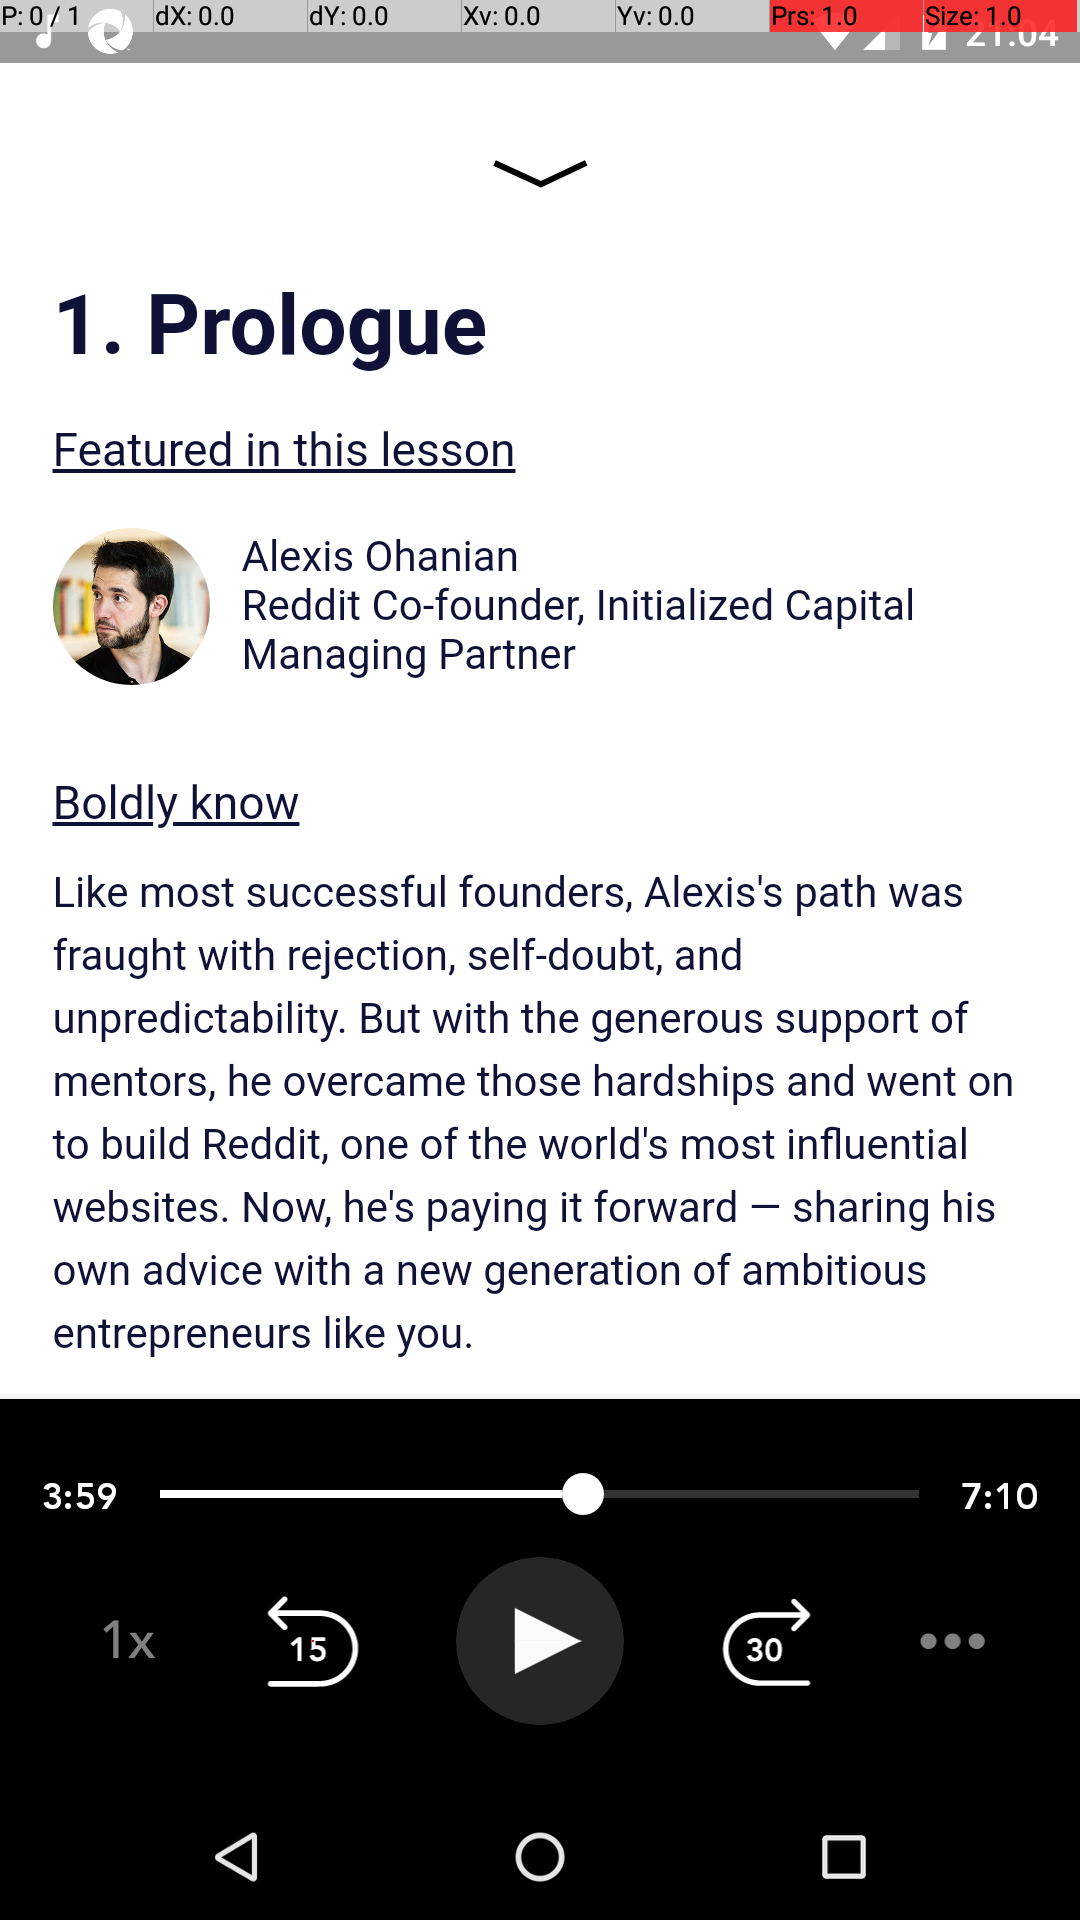 P: 0 / 1 dX: 0.0 dY: 0.0 Xv: 0.0 Yv: 0.0 Prs: 1.0 Size: 1.0
21:04
1. Prologue
Featured in this lesson
Alexis Ohanian
Reddit Co-founder, Initialized Capital
Managing Partner
Boldly know
Like most successful founders, Alexis's path was
fraught with rejection, self-doubt, and
unpredictability. But with the generous support of
mentors, he overcame those hardships and went on
to build Reddit, one of the world's most influential
websites. Now, he's paying it forward — sharing his
own advice with a new generation of ambitious
entrepreneurs like you.
3:59 7:10
1x 15 30